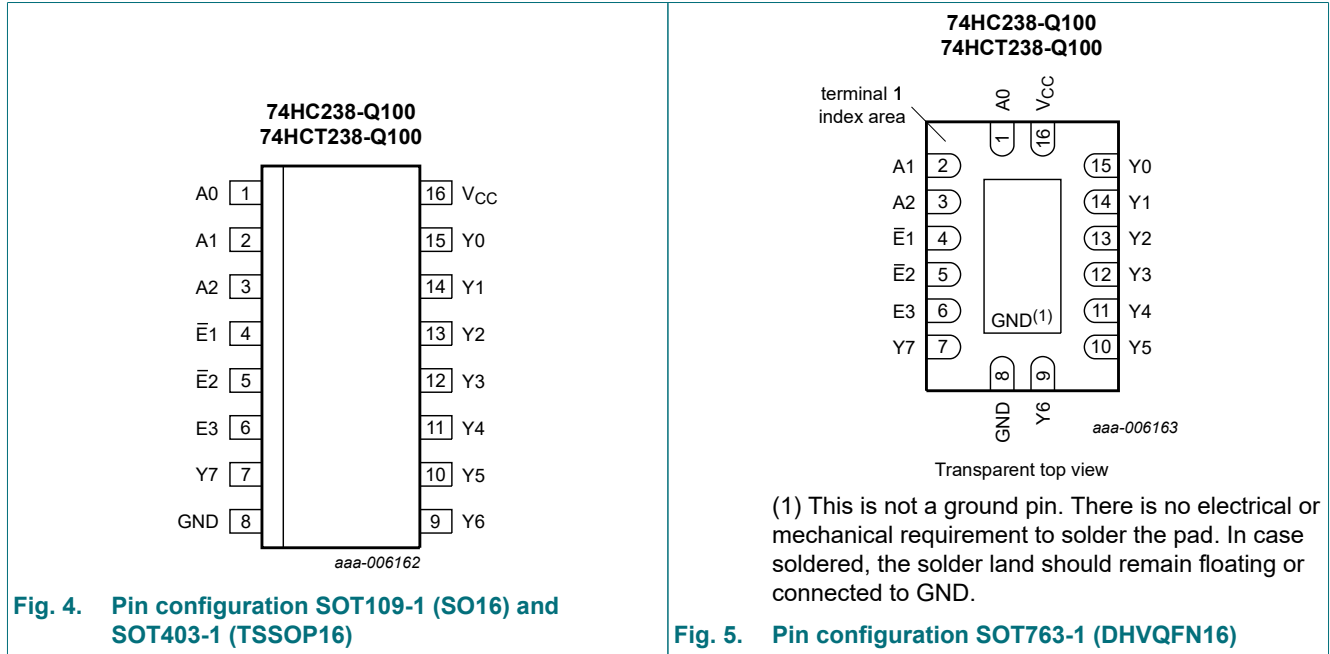 74HC238-Q100
74HCT238-Q100
A0 1
16 VCC
A1 2
15 Y0
A2 3
14 Y1
E̅1 4
13 Y2
E̅2 5
12 Y3
E3 6
11 Y4
Y7 7
10 Y5
GND 8
9 Y6
aaa-006162
Fig. 4. Pin configuration SOT109-1 (SO16) and
SOT403-1 (TSSOP16)
74HC238-Q100
74HCT238-Q100
terminal 1
index area
A0
VCC
1
16
A1 2
15 Y0
A2 3
14 Y1
E̅1 4
13 Y2
E̅2 5
12 Y3
E3 6
11 Y4
GND(1)
Y7 7
10 Y5
8
9
GND
Y6
aaa-006163
Transparent top view
(1) This is not a ground pin. There is no electrical or
mechanical requirement to solder the pad. In case
soldered, the solder land should remain floating or
connected to GND.
Fig. 5. Pin configuration SOT763-1 (DHVQFN16)